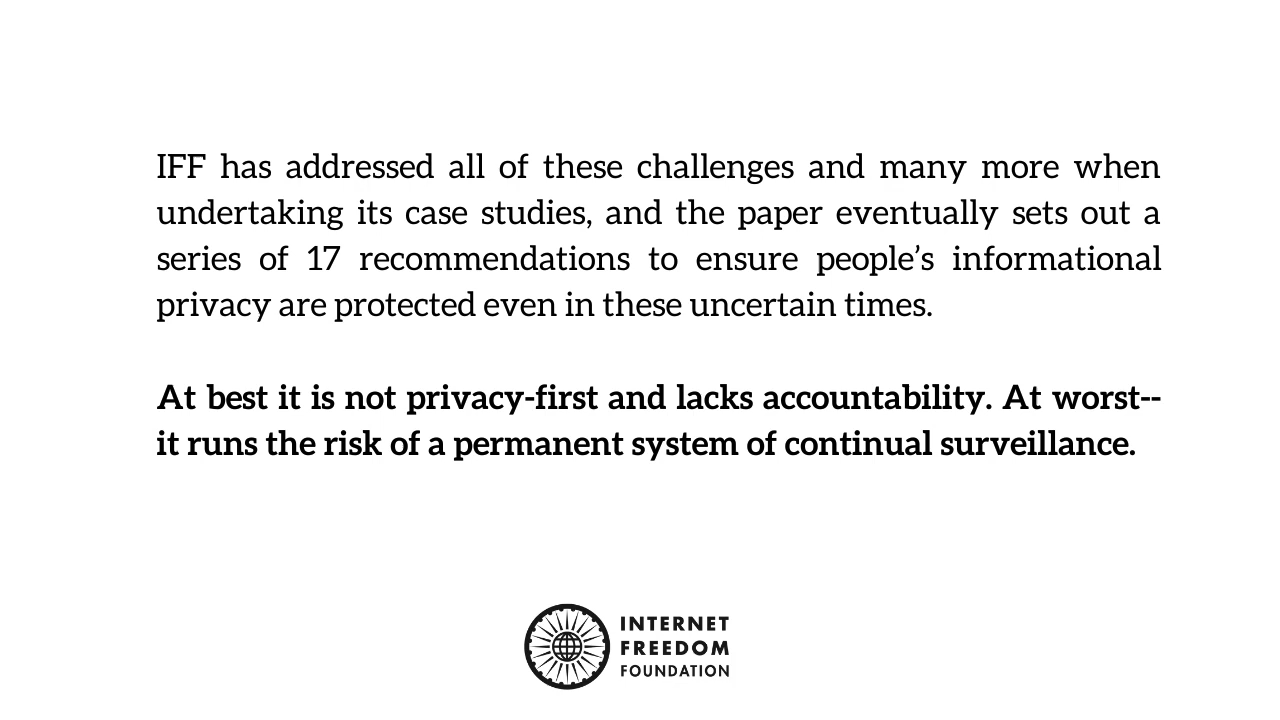 IFF has addressed all of these challenges and many more when
undertaking its case studies, and the paper eventually sets out a
series of 17 recommendations to ensure people’s informational
privacy are protected even in these uncertain times.
At best it is not privacy-first and lacks accountability. At worst--
it runs the risk of a permanent system of continual surveillance.
INTERNET
FREEDOM
FOUNDATION